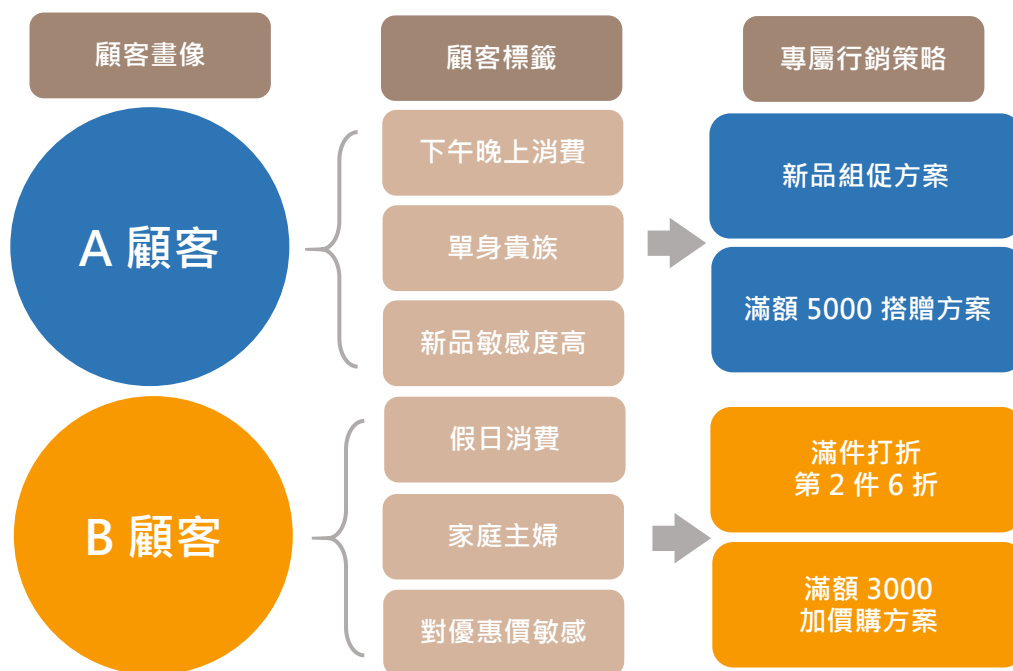 顧客畫像
顧客標籤
專屬行銷策略
A 顧客
下午晚上消費
單身貴族
新品敏感度高
新品組促方案
滿額 5000 搭贈方案
B 顧客
假日消費
家庭主婦
對優惠價敏感
滿件打折
第 2 件 6 折
滿額 3000
加價購方案